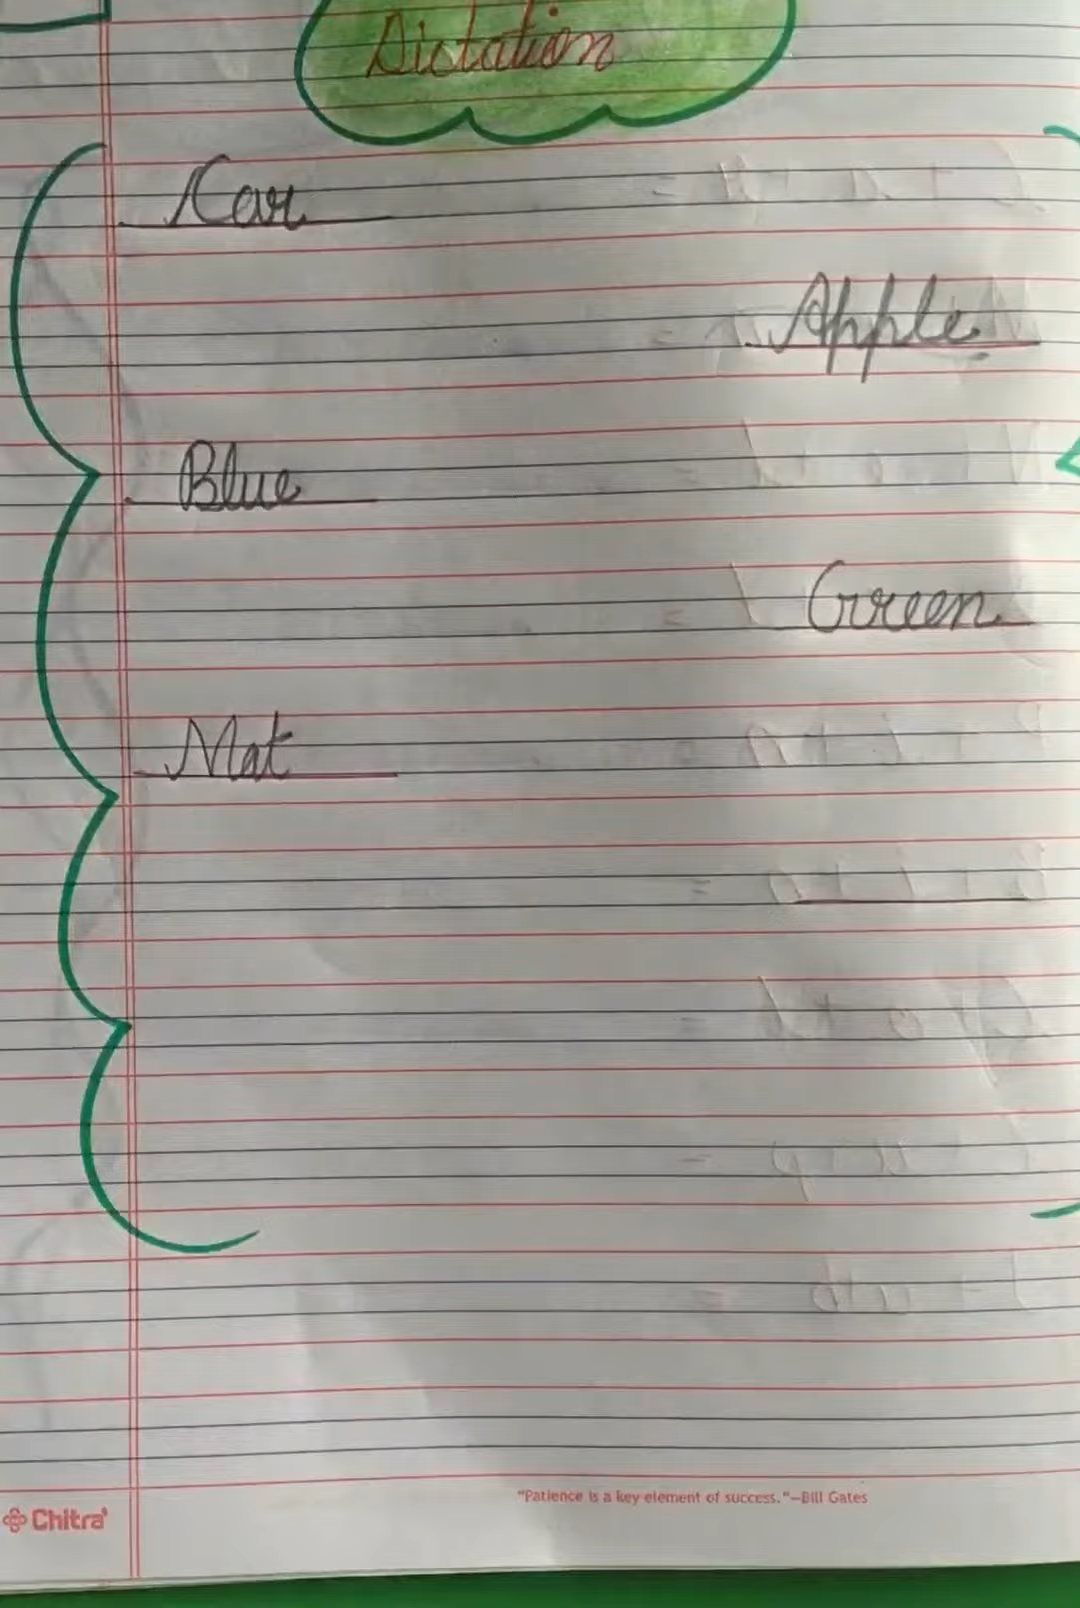 Dictation
Car
Apple
Blue
Green
Mat
"Patience is a key element of success."—Bill Gates
Chitra